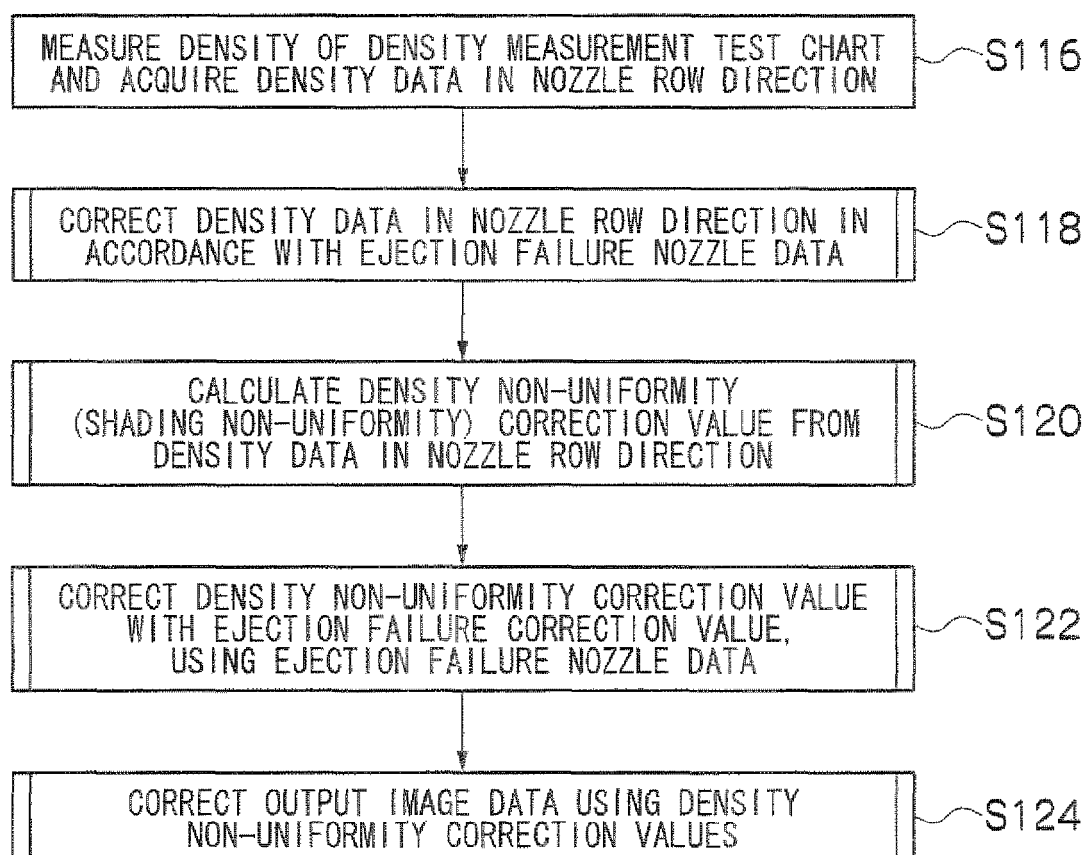 MEASURE DENSITY OF DENSITY MEASUREMENT TEST CHART
AND ACQUIRE DENSITY DATA IN NOZZLE ROW DIRECTION
S116
CORRECT DENSITY DATA IN NOZZLE ROW DIRECTION IN
ACCORDANCE WITH EJECTION FAILURE NOZZLE DATA
S118
CALCULATE DENSITY NON-UNIFORMITY
(SHADING NON-UNIFORMITY) CORRECTION VALUE FROM
DENSITY DATA IN NOZZLE ROW DIRECTION
S120
CORRECT DENSITY NON-UNIFORMITY CORRECTION VALUE
WITH EJECTION FAILURE CORRECTION VALUE,
USING EJECTION FAILURE NOZZLE DATA
S122
CORRECT OUTPUT IMAGE DATA USING DENSITY
NON-UNIFORMITY CORRECTION VALUES
S124